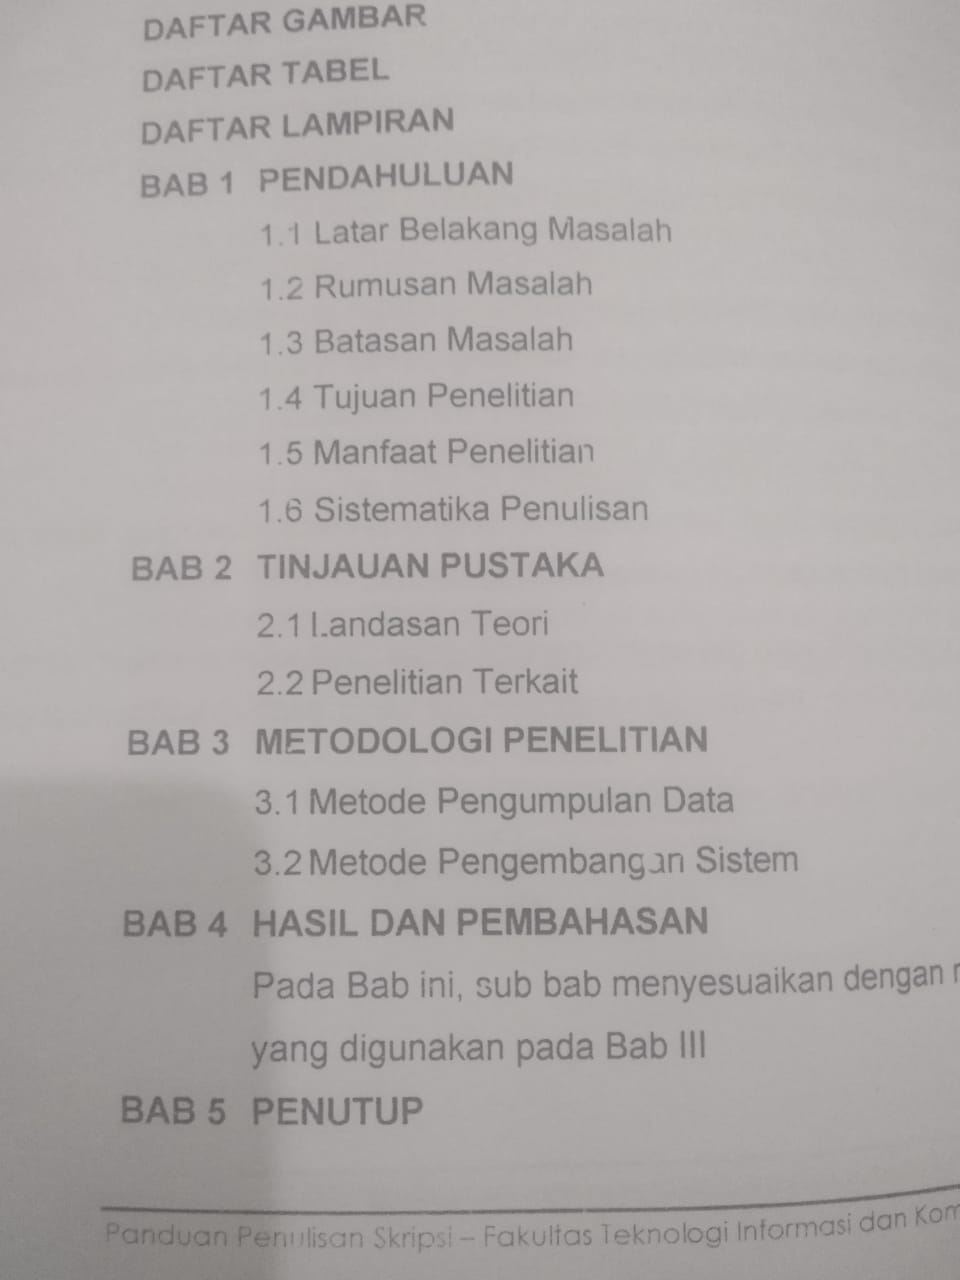 DAFTAR GAMBAR
DAFTAR TABEL
DAFTAR LAMPIRAN
BAB 1 PENDAHULUAN
1.1 Latar Belakang Masalah
1.2 Rumusan Masalah
1.3 Batasan Masalah
1.4 Tujuan Penelitian
1.5 Manfaat Penelitian
1.6 Sistematika Penulisan
BAB 2 TINJAUAN PUSTAKA
2.1 Landasan Teori
2.2 Penelitian Terkait
BAB 3 METODOLOGI PENELITIAN
3.1 Metode Pengumpulan Data
3.2 Metode Pengembangan Sistem
BAB 4 HASIL DAN PEMBAHASAN
Pada Bab ini, sub bab menyesuaikan dengan
yang digunakan pada Bab III
BAB 5 PENUTUP
Panduan Penulisan Skripsi – Fakultas Teknologi Informasi dan